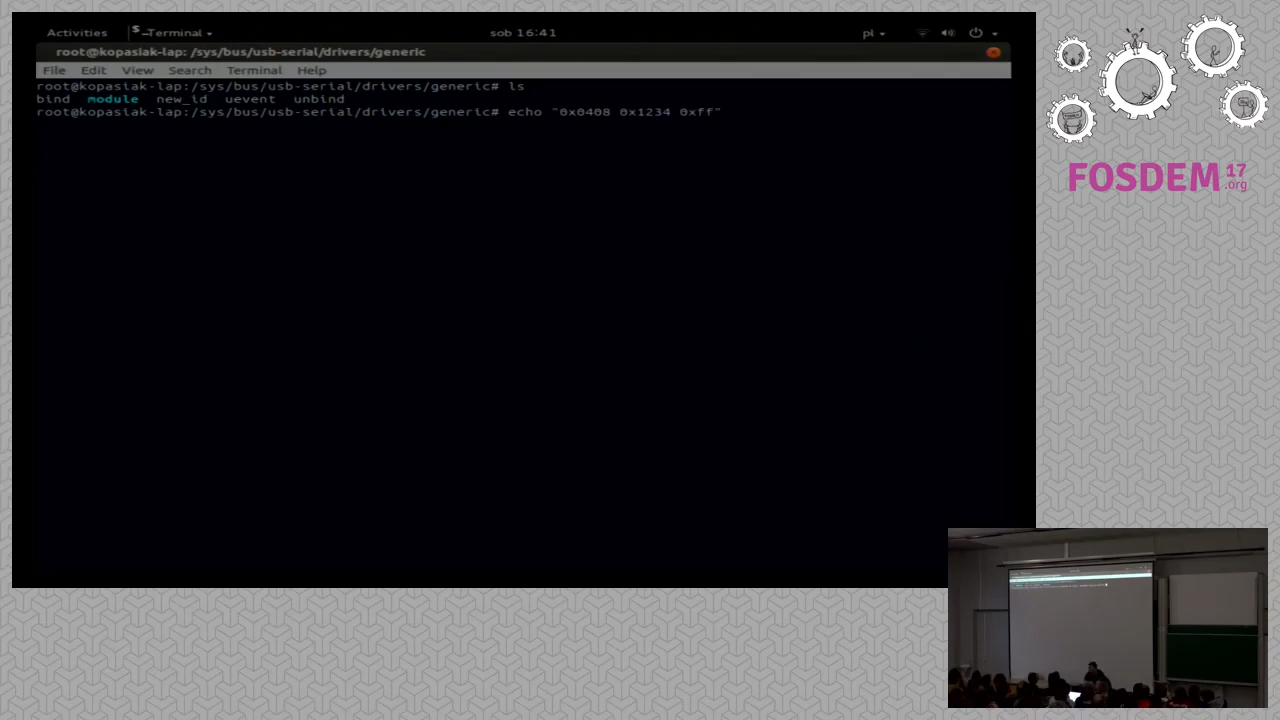 Activities
Terminal
sob 16:41
pl
root@kopasiak-lap: /sys/bus/usb-serial/drivers/generic
File Edit View Search Terminal Help
root@kopasiak-lap:/sys/bus/usb-serial/drivers/generic# ls
bind module new_id uevent unbind
root@kopasiak-lap:/sys/bus/usb-serial/drivers/generic# echo "0x0408 0x1234 0xff"
FOSDEM 17
.org